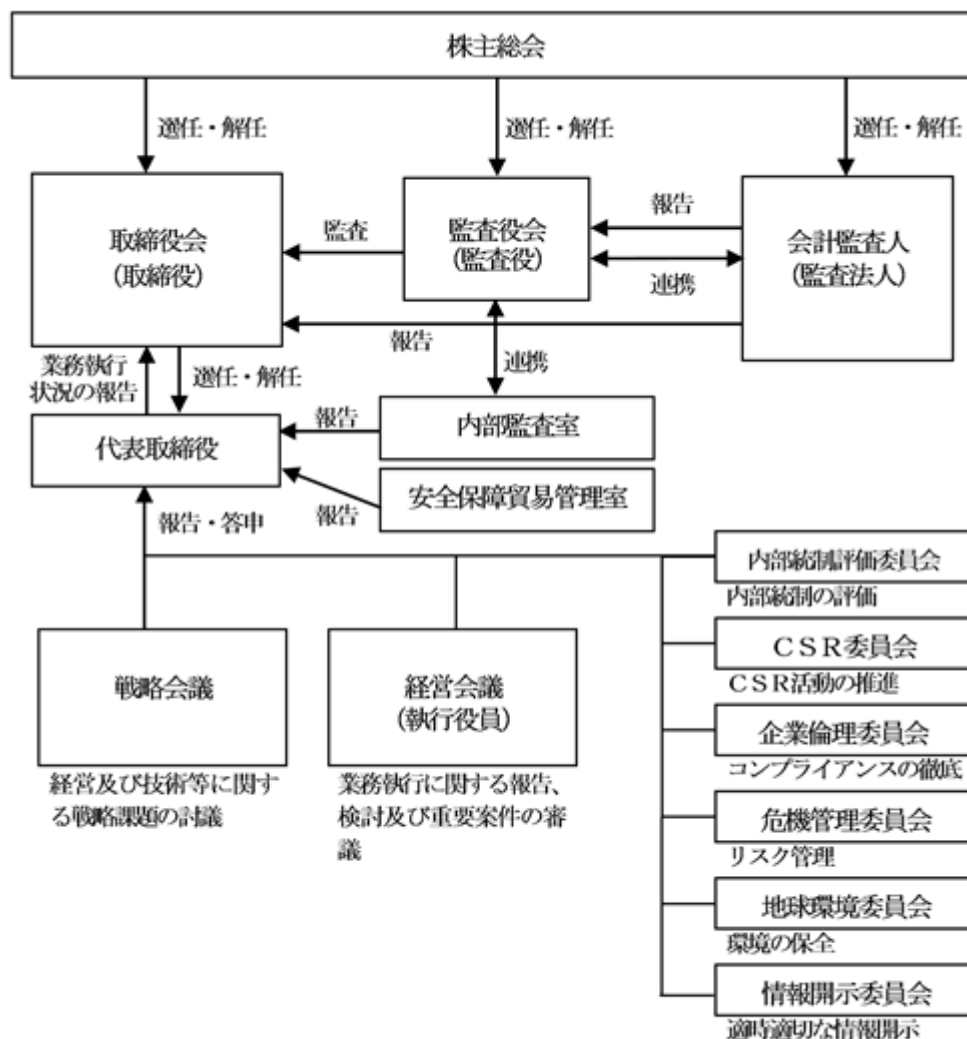 株主総会
選任・解任
選任・解任
選任・解任
取締役会
(取締役)
監査
監査役会
(監査役)
報告
連携
会計監査人
(監査法人)
報告
業務執行
状況の報告
選任・解任
連携
代表取締役
報告
内部監査室
報告
安全保障貿易管理室
報告・答申
戦略会議
経営及び技術等に関す
る戦略課題の討議
経営会議
(執行役員)
業務執行に関する報告、
検討及び重要案件の審
議
内部統制評価委員会
内部統制の評価
CSR委員会
CSR活動の推進
企業倫理委員会
コンプライアンスの徹底
危機管理委員会
リスク管理
地球環境委員会
環境の保全
情報開示委員会
適時適切な情報開示